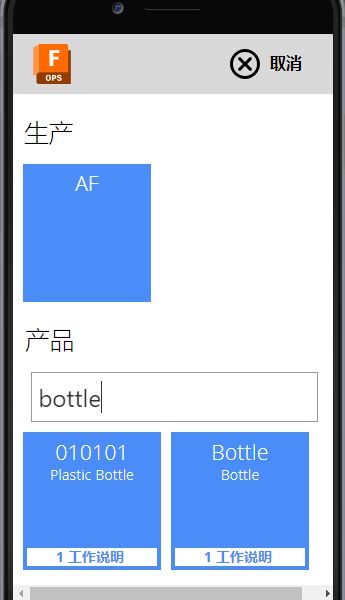 F
OPS
取消
生产
AF
产品
bottle
010101
Plastic Bottle
1 工作说明
Bottle
Bottle
1 工作说明